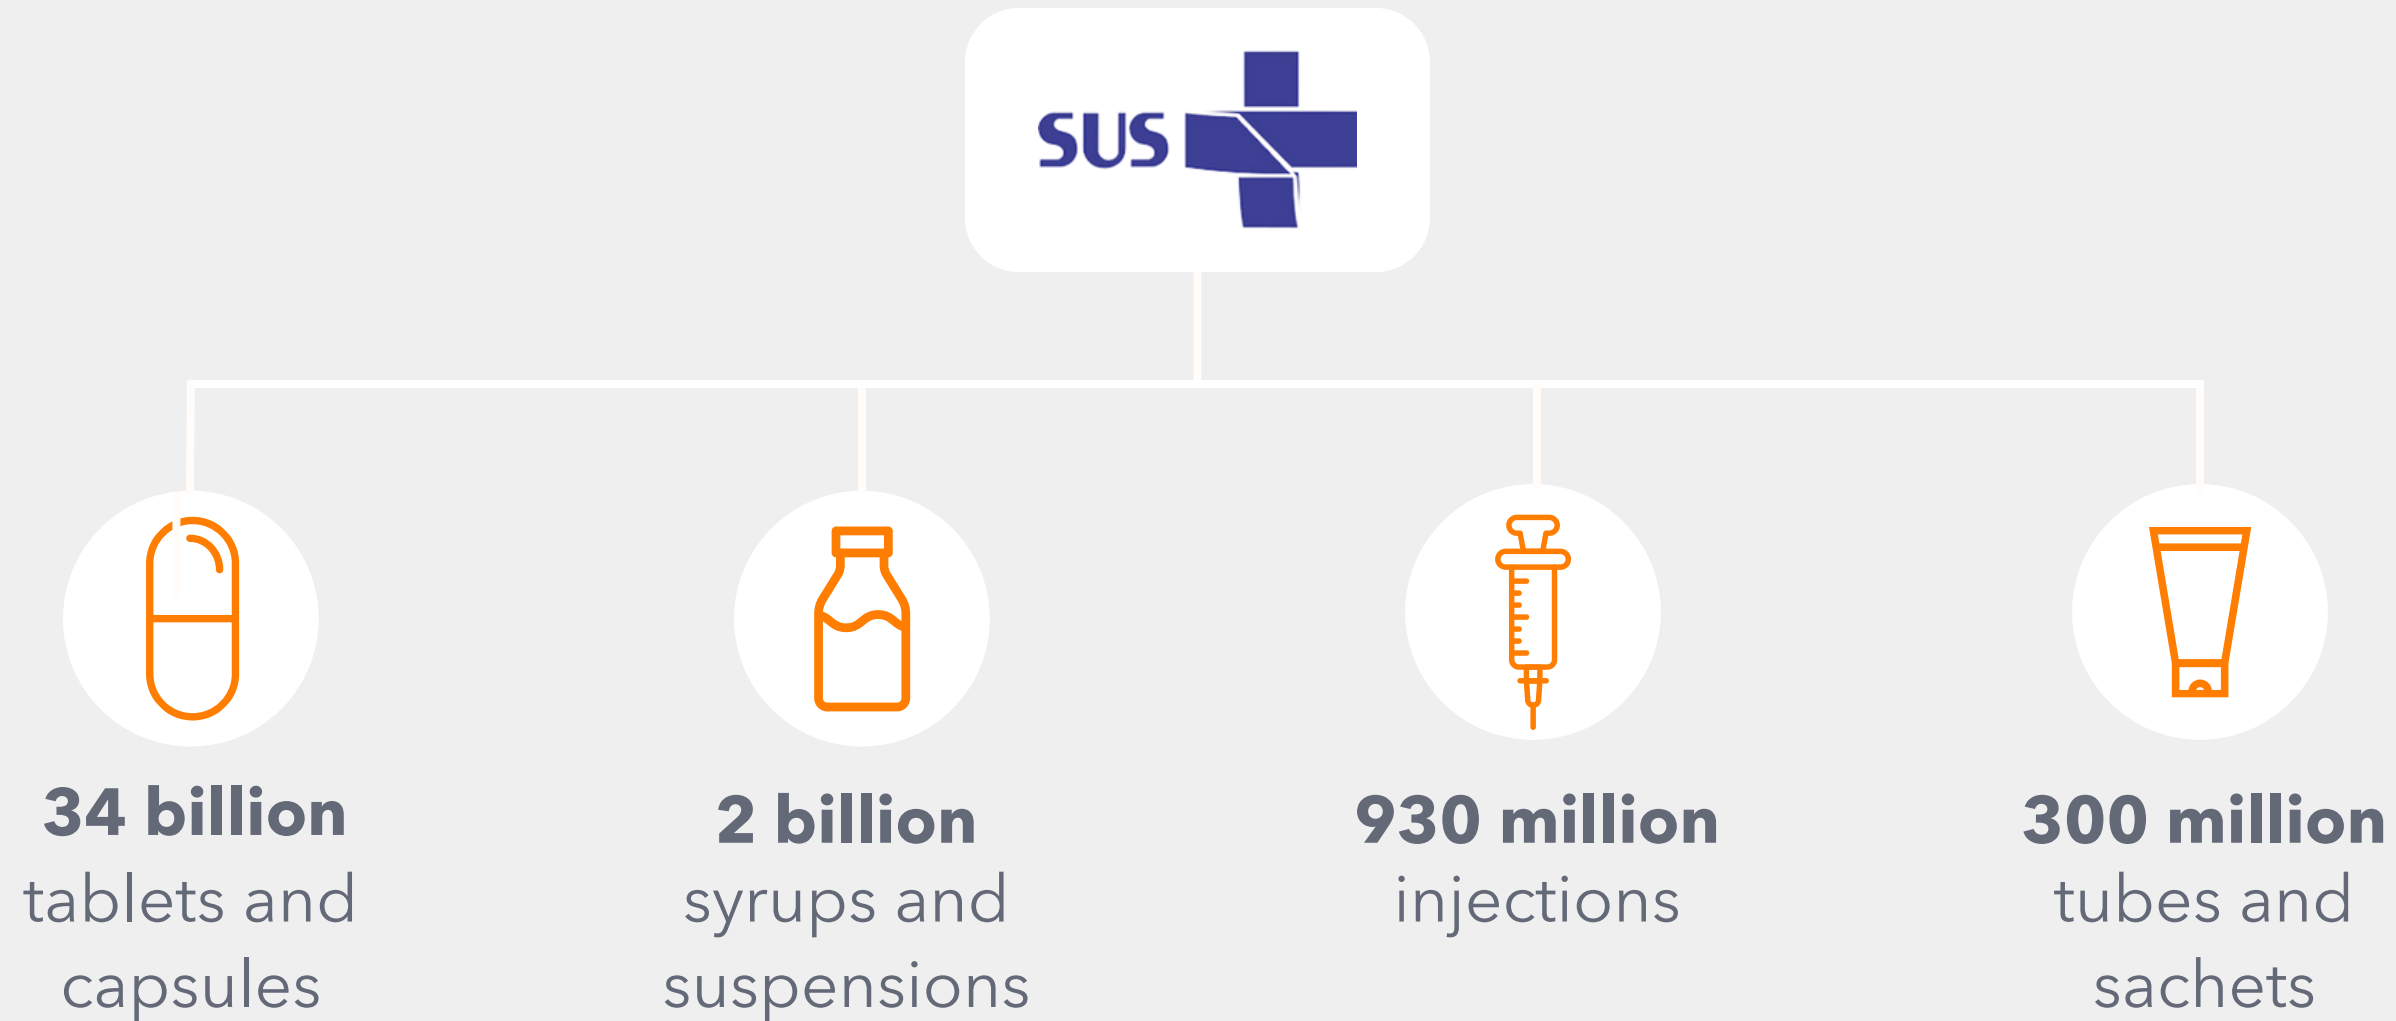 SUS
34 billion
tablets and
capsules
2 billion
syrups and
suspensions
930 million
injections
300 million
tubes and
sachets